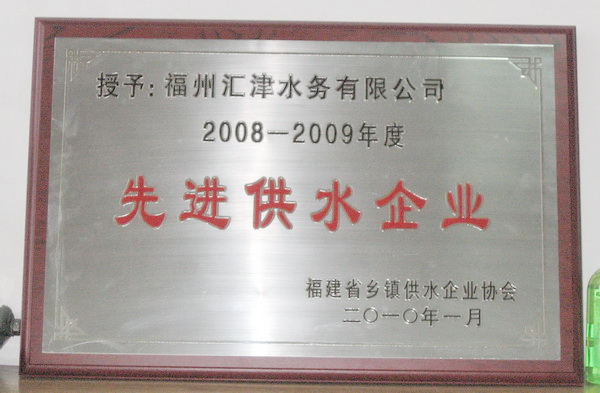 授予：福州汇津水务有限公司
2008—2009年度
先进供水企业
福建省乡镇供水企业协会
二〇一〇年一月